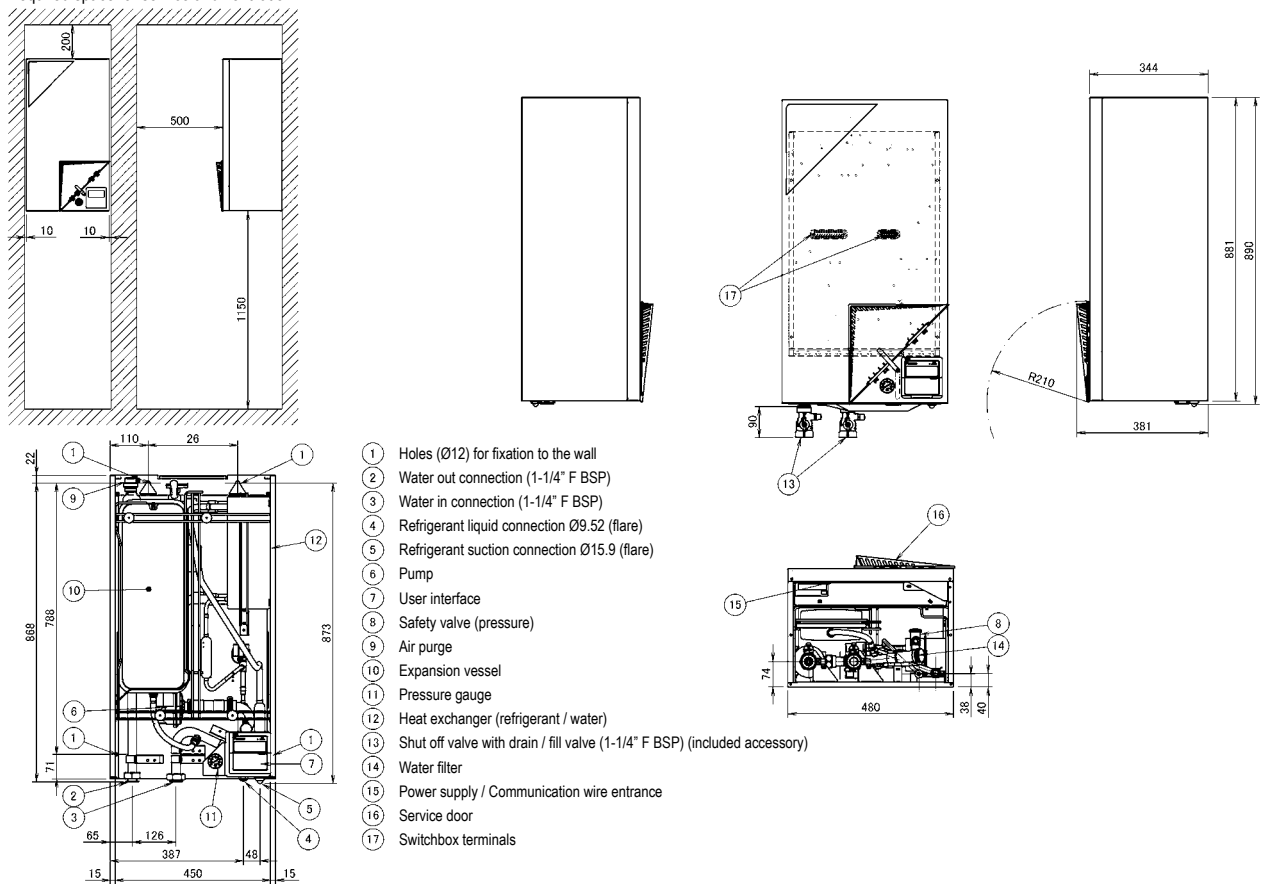 200
500
10 10
1150
344
881
890
R210
381
17
90
13
110 26
22
1 1
9
12
10
788
868
873
6
1 1
7
71
2
3
11
5
4
65 126
387 48
15 450 15
1 Holes (Ø12) for fixation to the wall
2 Water out connection (1-1/4” F BSP)
3 Water in connection (1-1/4” F BSP)
4 Refrigerant liquid connection Ø9.52 (flare)
5 Refrigerant suction connection Ø15.9 (flare)
6 Pump
7 User interface
8 Safety valve (pressure)
9 Air purge
10 Expansion vessel
11 Pressure gauge
12 Heat exchanger (refrigerant / water)
13 Shut off valve with drain / fill valve (1-1/4” F BSP) (included accessory)
14 Water filter
15 Power supply / Communication wire entrance
16 Service door
17 Switchbox terminals
16
15
8
14
74
480
38
40